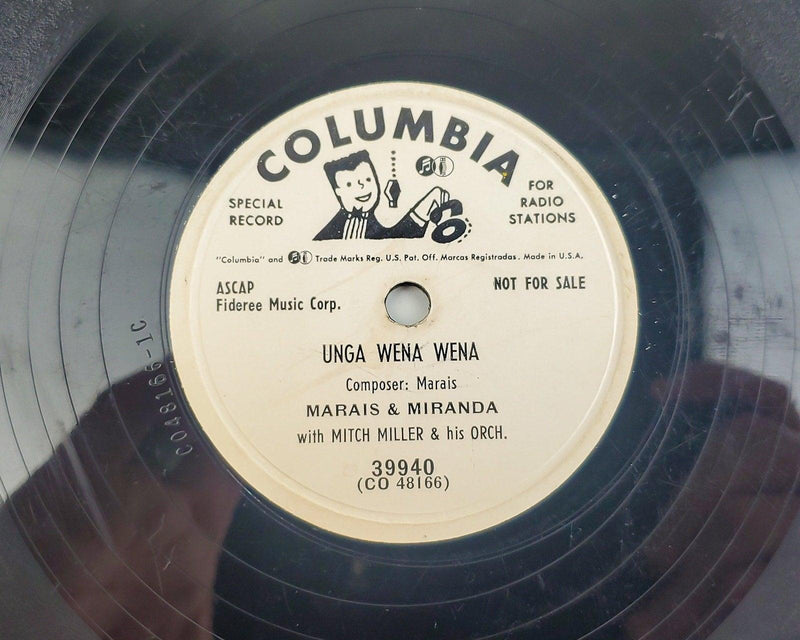 COLUMBIA
SPECIAL
RECORD
FOR
RADIO
STATIONS
"Columbia" and Trade Marks Reg. U.S. Pat. Off. Marcas Registradas. Made in U.S.A.
ASCAP
Fideree Music Corp.
NOT FOR SALE
UNGA WENA WENA
Composer: Marais
MARAIS & MIRANDA
with MITCH MILLER & his ORCH.
39940
(CO 48166)
CO48166-1C